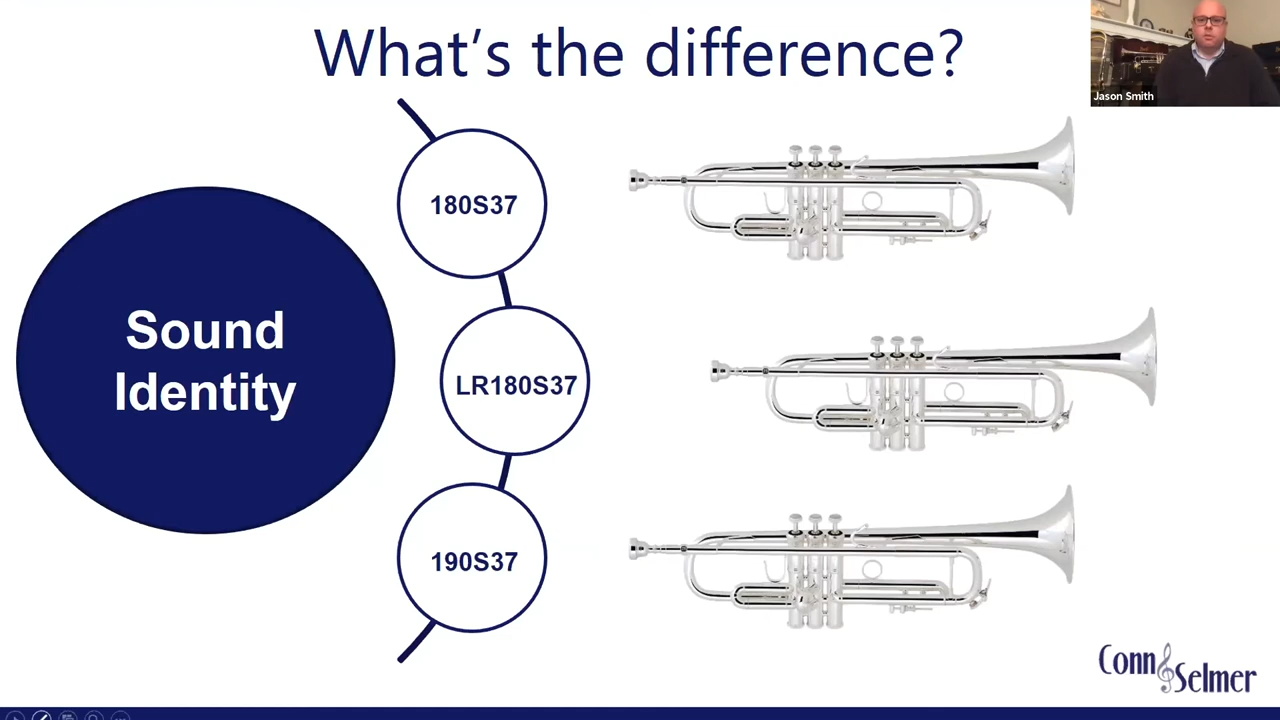 What's the difference?
Jason Smith
180S37
Sound
Identity
LR180S37
190S37
Conn
Selmer